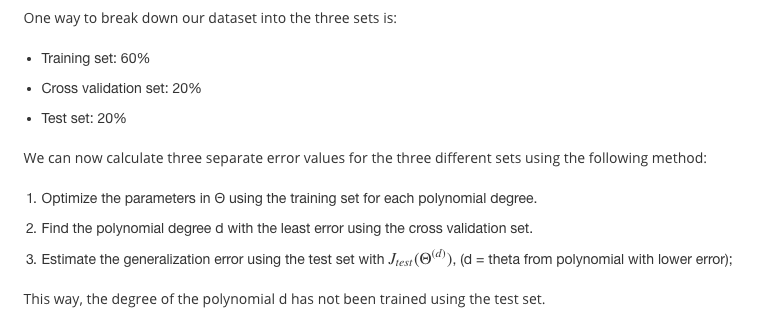 One way to break down our dataset into the three sets is:
• Training set: 60%
• Cross validation set: 20%
• Test set: 20%
We can now calculate three separate error values for the three different sets using the following method:
1. Optimize the parameters in Θ using the training set for each polynomial degree.
2. Find the polynomial degree d with the least error using the cross validation set.
3. Estimate the generalization error using the test set with J_{test}(Θ^{(d)}), (d = theta from polynomial with lower error);
This way, the degree of the polynomial d has not been trained using the test set.